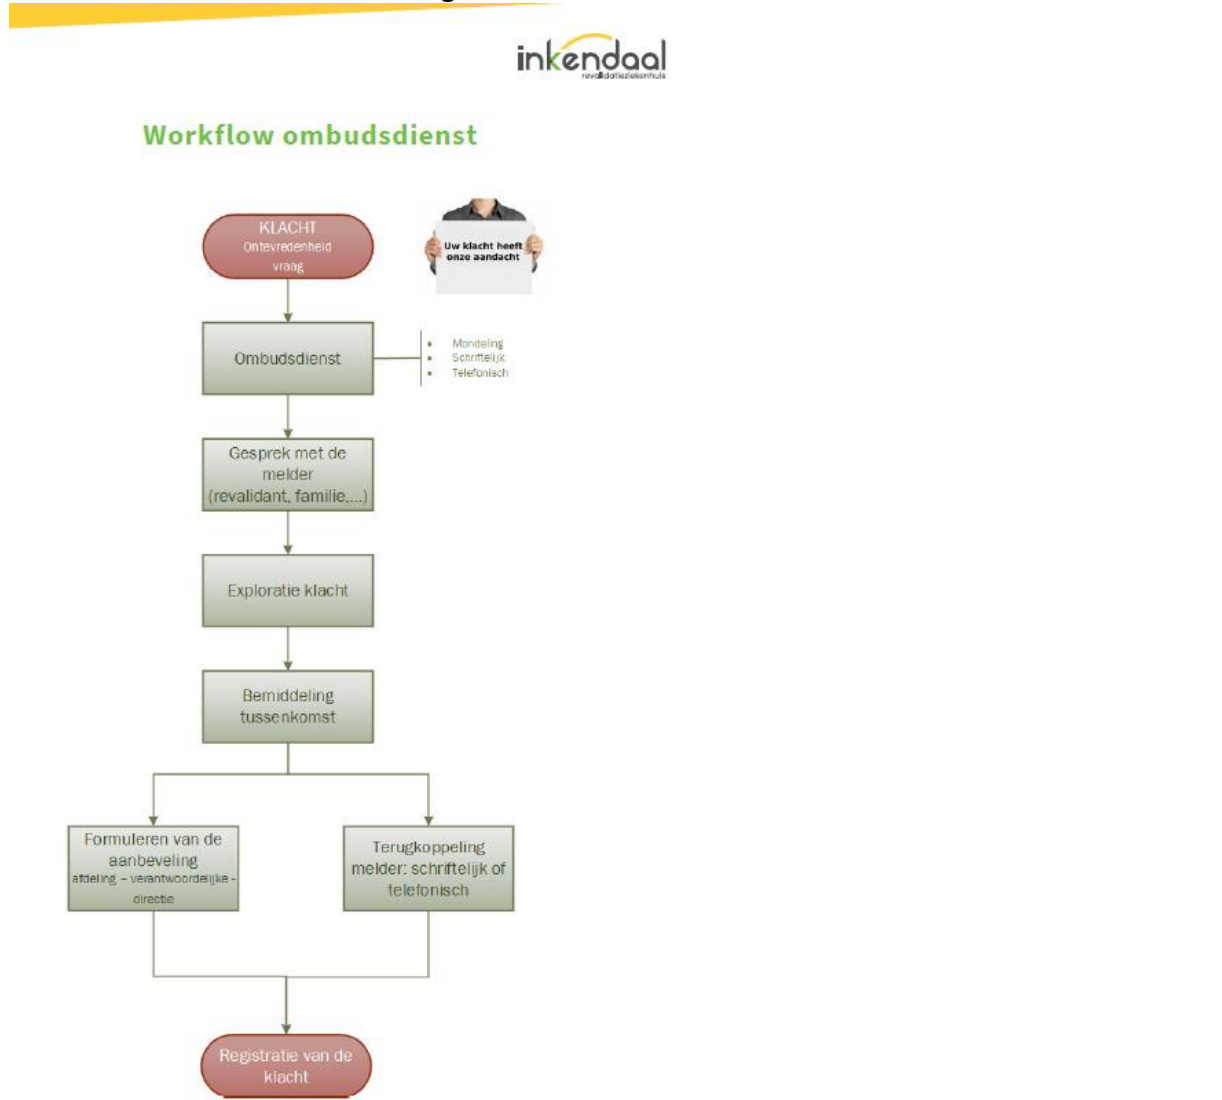 inkendaal
revalidatieziekenhuis
Workflow ombudsdienst
KLACHT
Ontevredenheid
vraag
Uw klacht heeft
onze aandacht
Ombudsdienst
• Mondeling
• Schriftelijk
• Telefonisch
Gesprek met de
melder
(revalidant, familie,...)
Exploratie klacht
Bemiddeling
tussenkomst
Formuleren van de
aanbeveling
afdeling – verantwoordelijke -
directie
Terugkoppeling
melder: schriftelijk of
telefonisch
Registratie van de
klacht